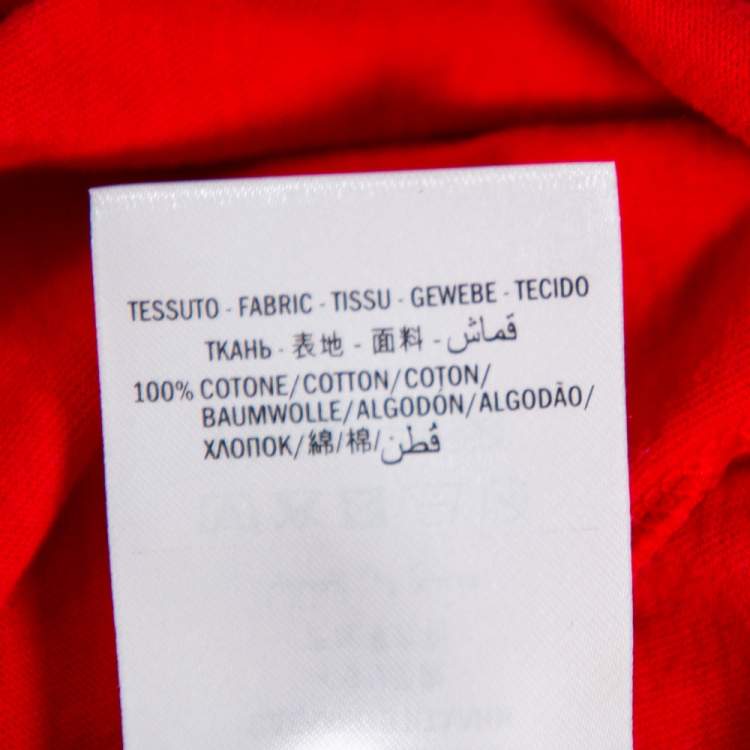 TESSUTO - FABRIC - TISSU - GEWEBE - TECIDO
ТКАНЬ - 表地 - 面料 - قماش
100% COTONE/COTTON/COTON/
BAUMWOLLE/ALGODÓN/ALGODÃO/
ХЛОПОК/綿/棉/قُطن